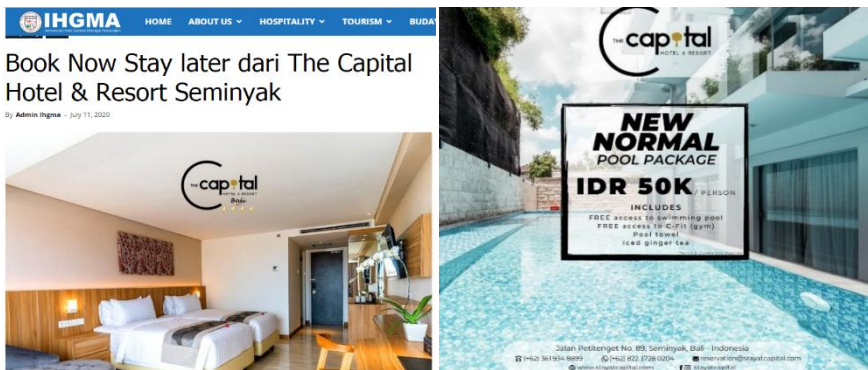 IHGMA
HOME ABOUT US HOSPITALITY TOURISM BUDA
Book Now Stay later dari The Capital
Hotel & Resort Seminyak
By Admin Ihgma - July 11, 2020
THE capital
HOTEL & RESORT
Bali
THE capital
HOTEL & RESORT
NEW
NORMAL
POOL PACKAGE
IDR 50K / PERSON
INCLUDES
FREE access to swimming pool
FREE access to C-Fit (gym)
Pool towel
Iced ginger tea
Jalan Petitenget No. 89, Seminyak, Bali - Indonesia
(+62) 361 934 8899 (+62) 822 3728 0204 reservation@stayatcapital.com
www.stayatcapital.com stayatcapital